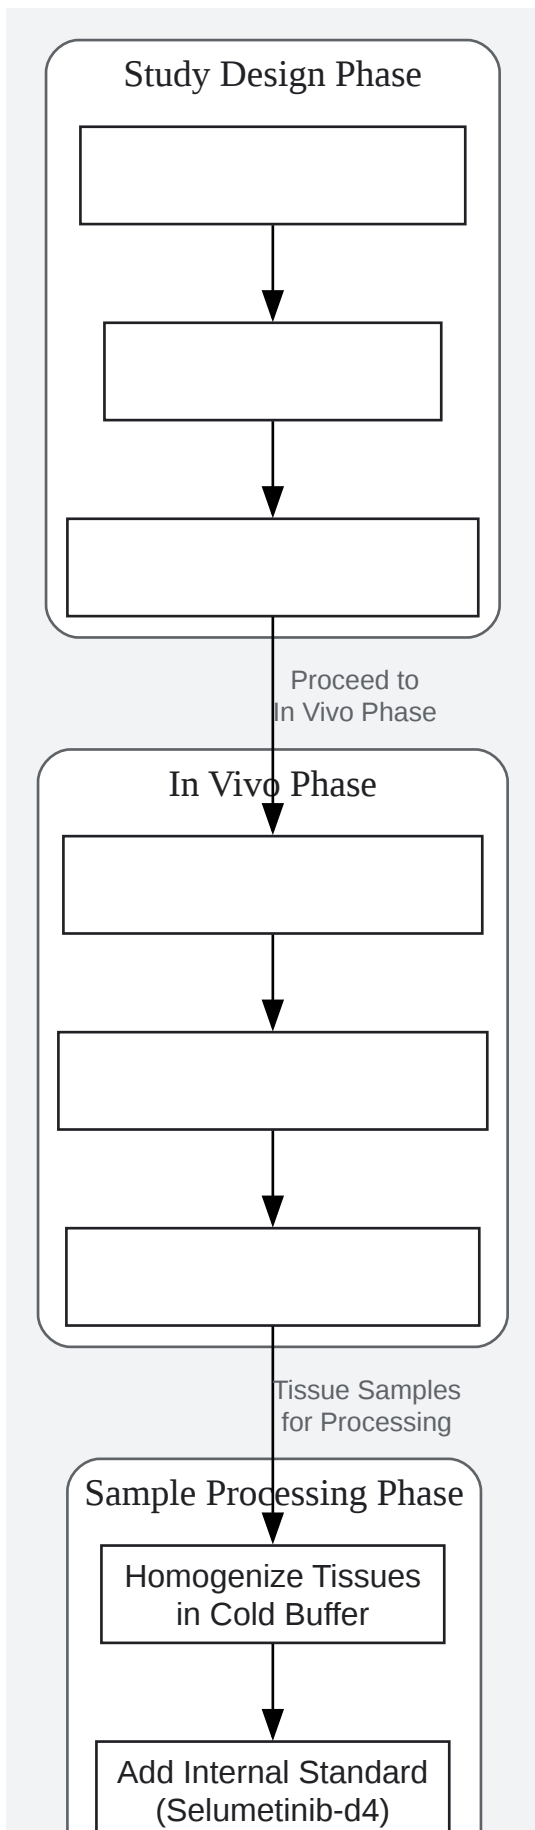 Study Design Phase
Proceed to
In Vivo Phase
In Vivo Phase
Tissue Samples
for Processing
Sample Processing Phase
Homogenize Tissues
in Cold Buffer
Add Internal Standard
(Selumetinib-d4)